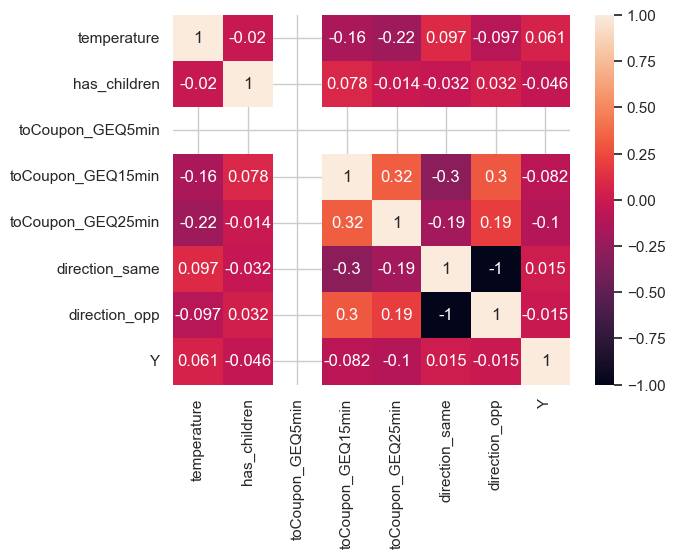 temperature 1 -0.02 -0.16 -0.22 0.097 -0.097 0.061
has_children -0.02 1 0.078 -0.014 -0.032 0.032 -0.046
toCoupon_GEQ5min
toCoupon_GEQ15min -0.16 0.078 1 0.32 -0.3 0.3 -0.082
toCoupon_GEQ25min -0.22 -0.014 0.32 1 -0.19 0.19 -0.1
direction_same 0.097 -0.032 -0.3 -0.19 1 -1 0.015
direction_opp -0.097 0.032 0.3 0.19 -1 1 -0.015
Y 0.061 -0.046 -0.082 -0.1 0.015 -0.015 1
temperature
has_children
toCoupon_GEQ5min
toCoupon_GEQ15min
toCoupon_GEQ25min
direction_same
direction_opp
Y
1.00
0.75
0.50
0.25
0.00
−0.25
−0.50
−0.75
−1.00